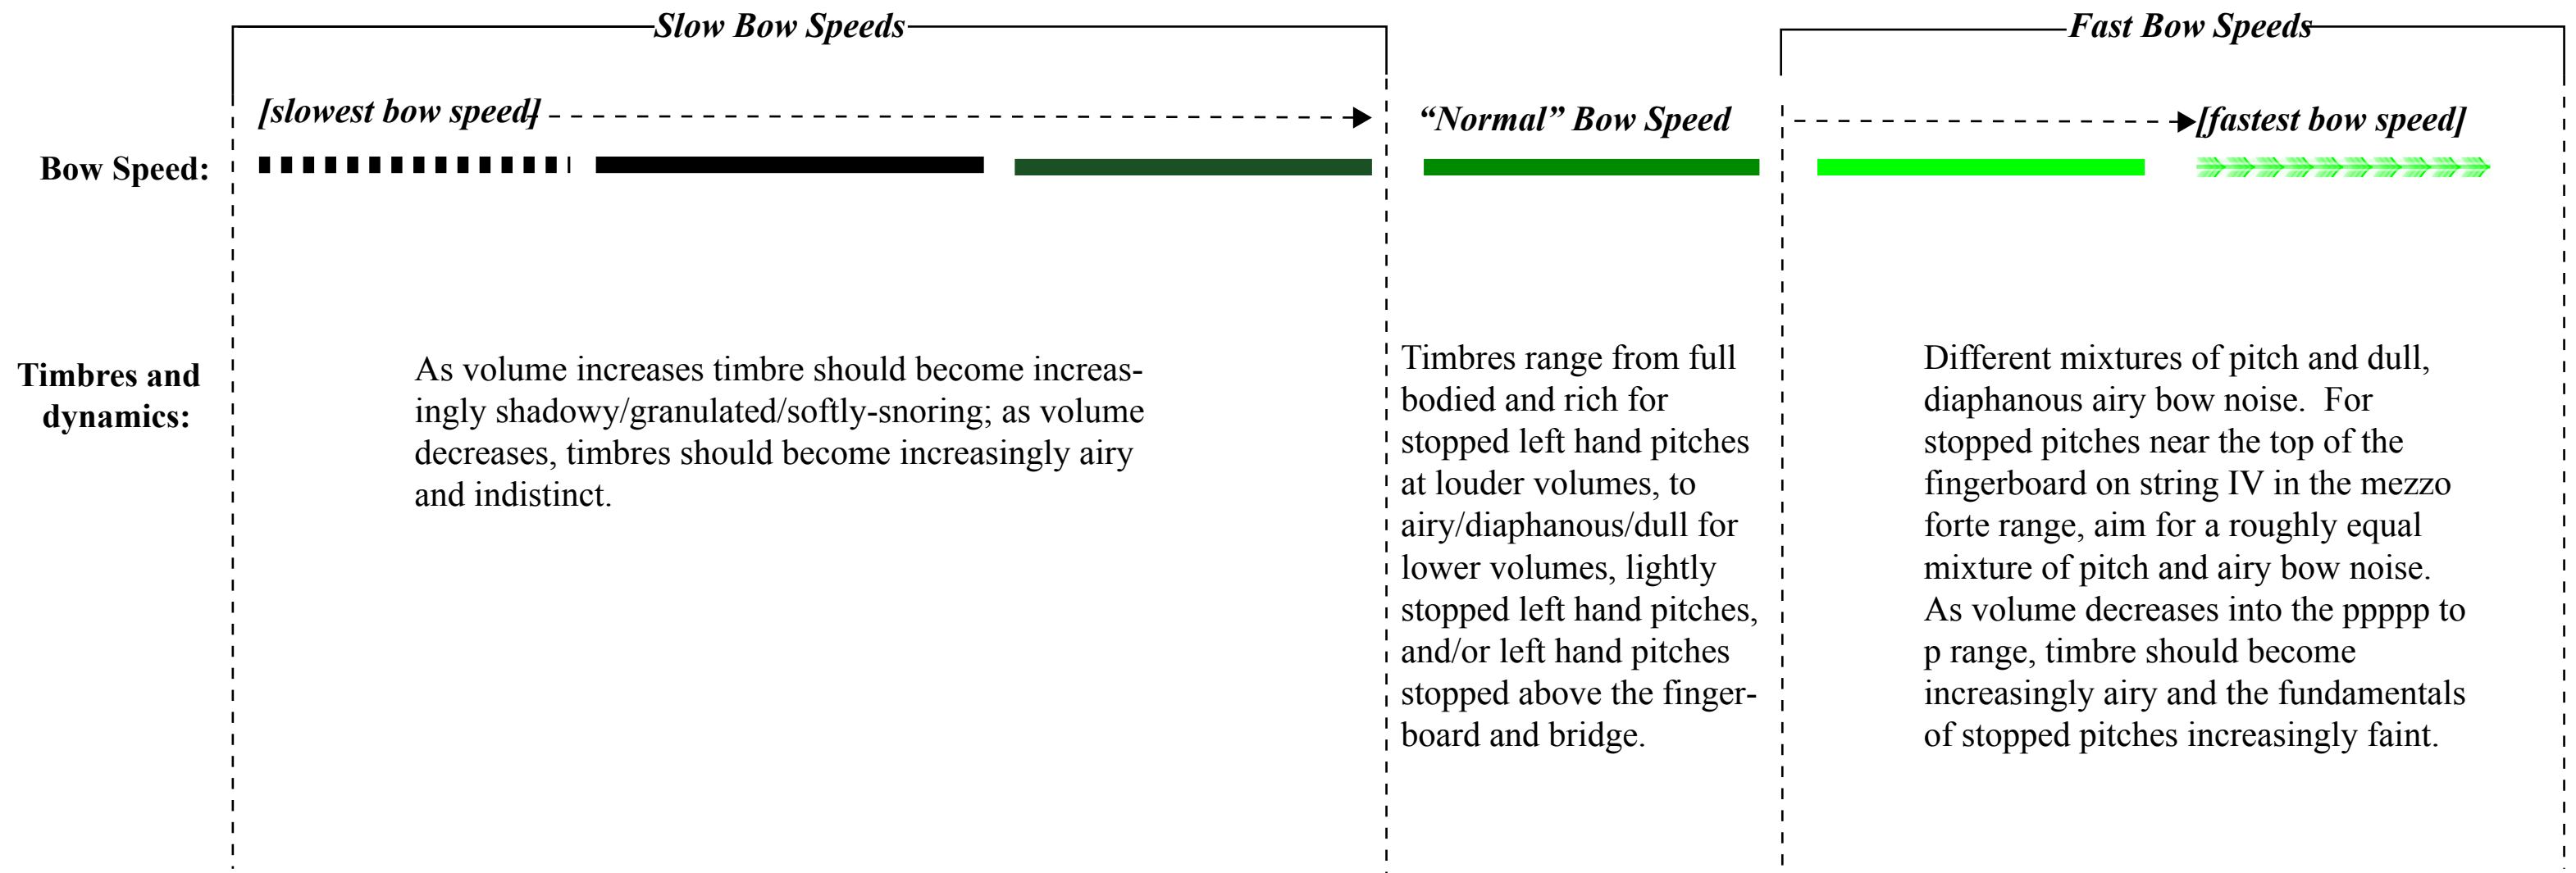 Slow Bow Speeds
Fast Bow Speeds
[slowest bow speed]
“Normal” Bow Speed
[fastest bow speed]
Bow Speed:
Timbres and
dynamics:
As volume increases timbre should become increas-
ingly shadowy/granulated/softly-snoring; as volume
decreases, timbres should become increasingly airy
and indistinct.
Timbres range from full
bodied and rich for
stopped left hand pitches
at louder volumes, to
airy/diaphanous/dull for
lower volumes, lightly
stopped left hand pitches,
and/or left hand pitches
stopped above the finger-
board and bridge.
Different mixtures of pitch and dull,
diaphanous airy bow noise.  For
stopped pitches near the top of the
fingerboard on string IV in the mezzo
forte range, aim for a roughly equal
mixture of pitch and airy bow noise.
As volume decreases into the ppppp to
p range, timbre should become
increasingly airy and the fundamentals
of stopped pitches increasingly faint.